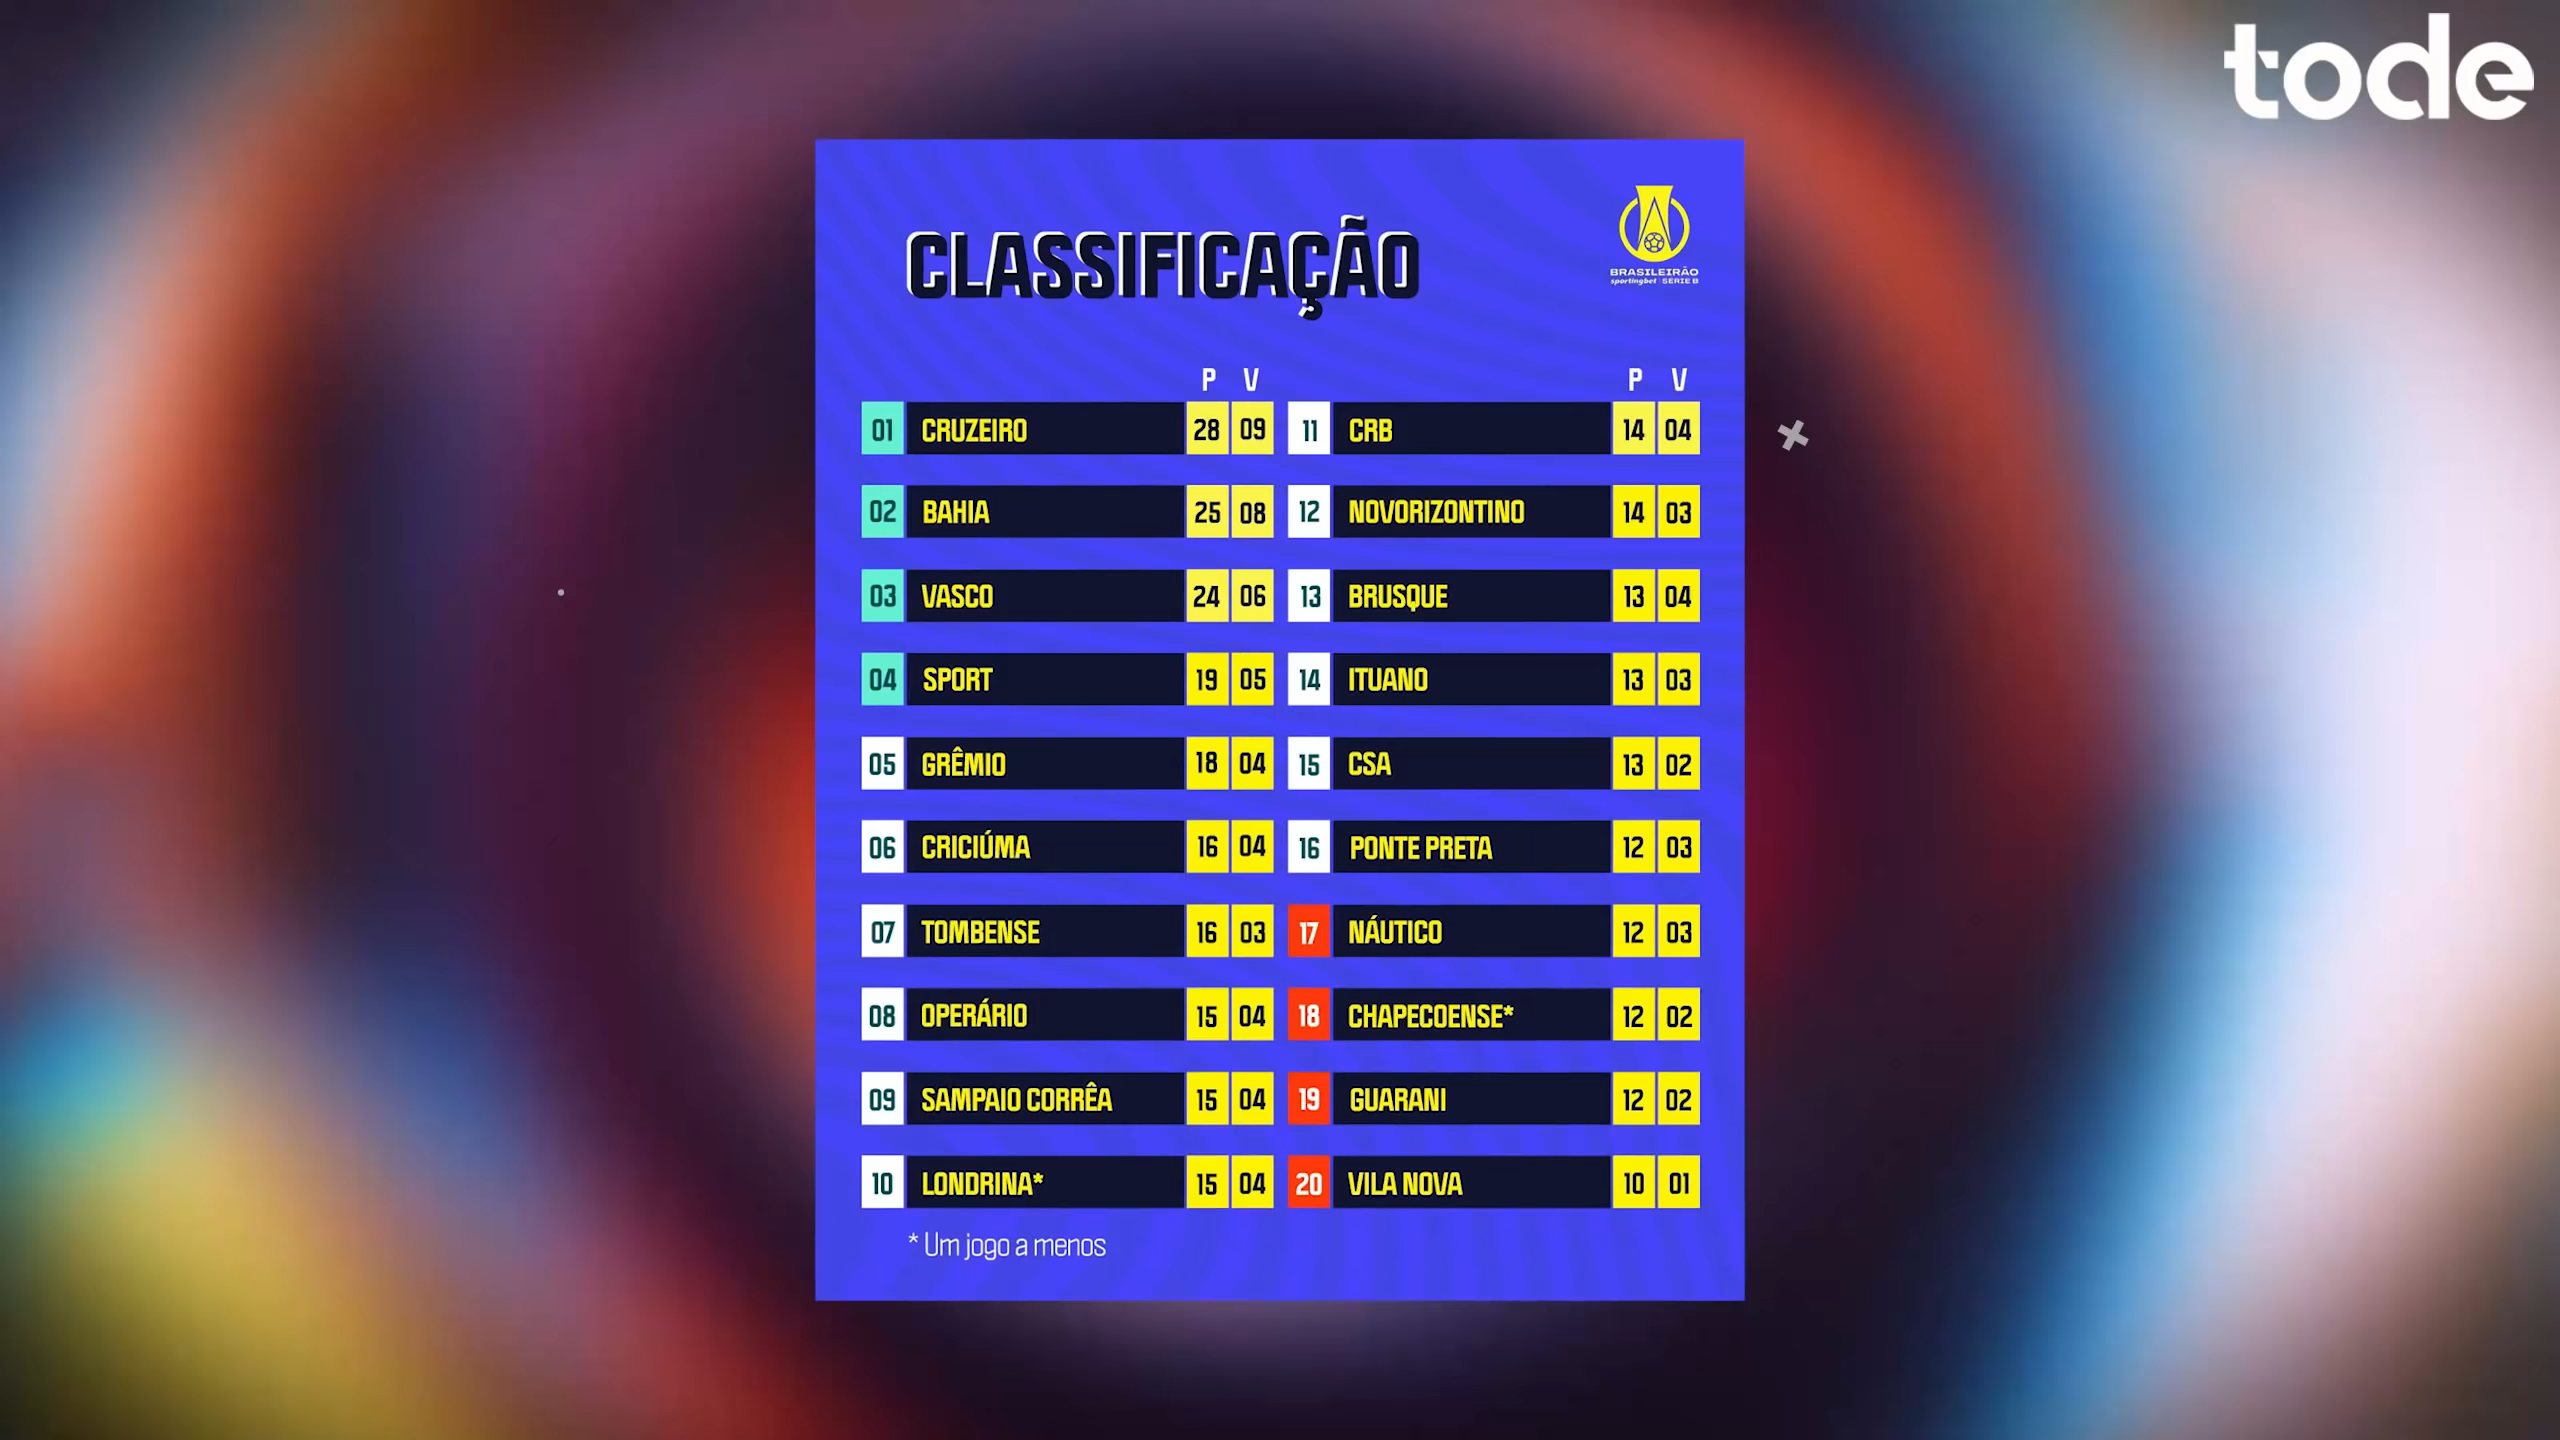 tode
CLASSIFICAÇÃO
BRASILEIRÃO
sportingbet SÉRIE B
P V
01 CRUZEIRO 28 09
02 BAHIA 25 08
03 VASCO 24 06
04 SPORT 19 05
05 GRÊMIO 18 04
06 CRICIÚMA 16 04
07 TOMBENSE 16 03
08 OPERÁRIO 15 04
09 SAMPAIO CORRÊA 15 04
10 LONDRINA* 15 04
P V
11 CRB 14 04
12 NOVORIZONTINO 14 03
13 BRUSQUE 13 04
14 ITUANO 13 03
15 CSA 13 02
16 PONTE PRETA 12 03
17 NÁUTICO 12 03
18 CHAPECOENSE* 12 02
19 GUARANI 12 02
20 VILA NOVA 10 01
* Um jogo a menos